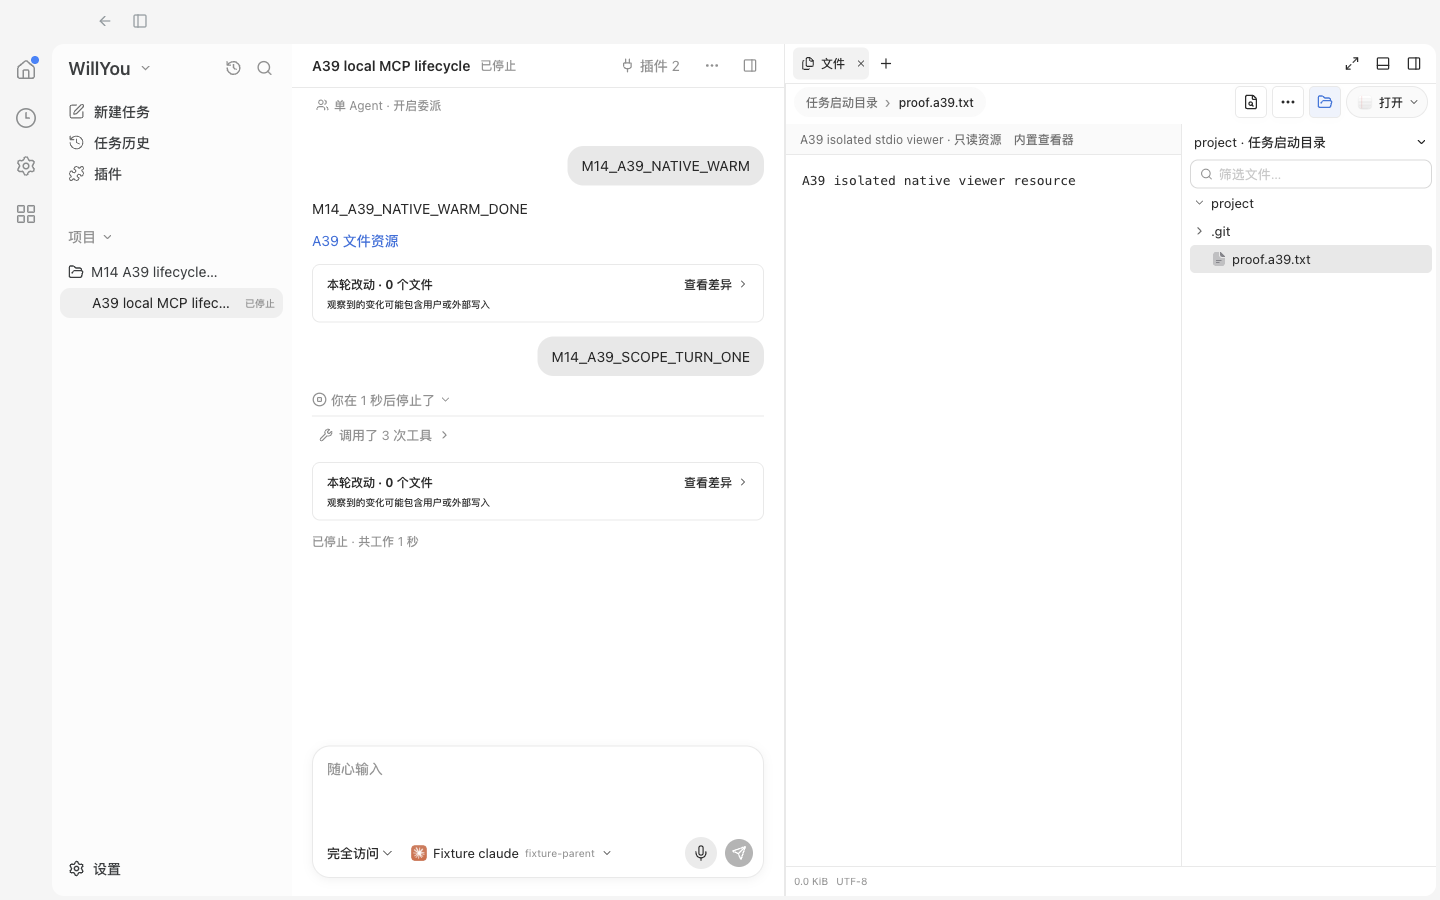 WillYou
新建任务
任务历史
插件
项目
M14 A39 lifecycle...
A39 local MCP lifec... 已停止
设置
A39 local MCP lifecycle 已停止
插件 2
单 Agent · 开启委派
M14_A39_NATIVE_WARM
M14_A39_NATIVE_WARM_DONE
A39 文件资源
本轮改动 · 0 个文件 查看差异
观察到的变化可能包含用户或外部写入
M14_A39_SCOPE_TURN_ONE
你在 1 秒后停止了
调用了 3 次工具
本轮改动 · 0 个文件 查看差异
观察到的变化可能包含用户或外部写入
已停止 · 共工作 1 秒
随心输入
完全访问 Fixture claude fixture-parent
文件
任务启动目录 proof.a39.txt
打开
A39 isolated stdio viewer · 只读资源 内置查看器
A39 isolated native viewer resource
project · 任务启动目录
筛选文件...
project
.git
proof.a39.txt
0.0 KiB UTF-8